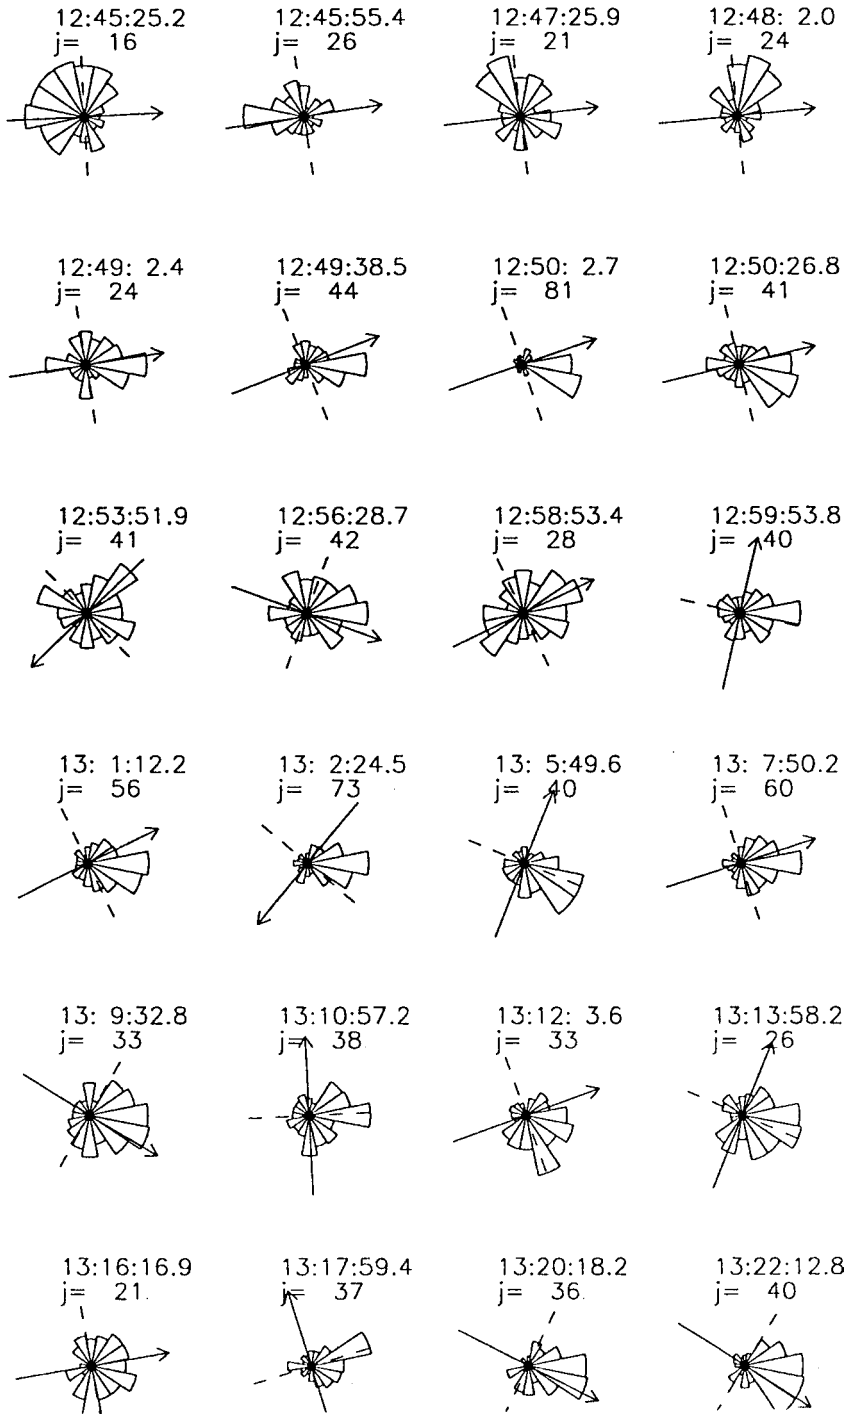 12:45:25.2 12:45:55.4 12:47:25.9 12:48: 2.0
j= 16 j= 26 j= 21 j= 24
12:49: 2.4 12:49:38.5 12:50: 2.7 12:50:26.8
j= 24 j= 44 j= 81 j= 41
12:53:51.9 12:56:28.7 12:58:53.4 12:59:53.8
j= 41 j= 42 j= 28 j= 40
13: 1:12.2 13: 2:24.5 13: 5:49.6 13: 7:50.2
j= 56 j= 73 j= 40 j= 60
13: 9:32.8 13:10:57.2 13:12: 3.6 13:13:58.2
j= 33 j= 38 j= 33 j= 26
13:16:16.9 13:17:59.4 13:20:18.2 13:22:12.8
j= 21 j= 37 j= 36 j= 40